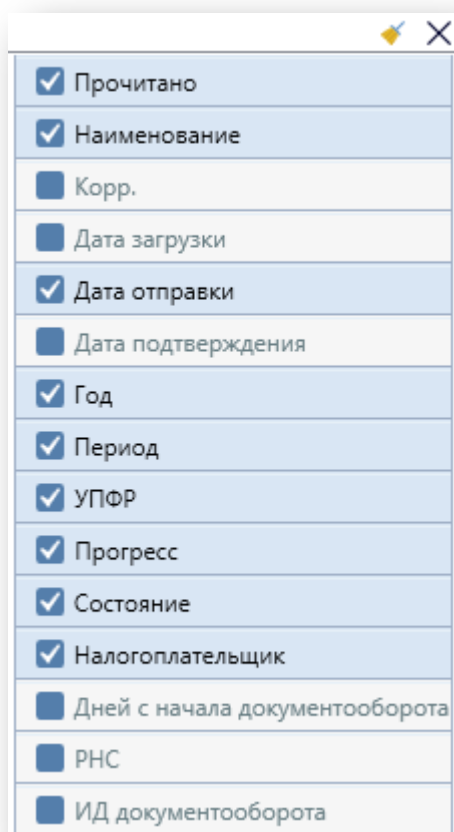 Прочитано
Наименование
Корр.
Дата загрузки
Дата отправки
Дата подтверждения
Год
Период
УПФР
Прогресс
Состояние
Налогоплательщик
Дней с начала документооборота
РНС
ИД документооборота